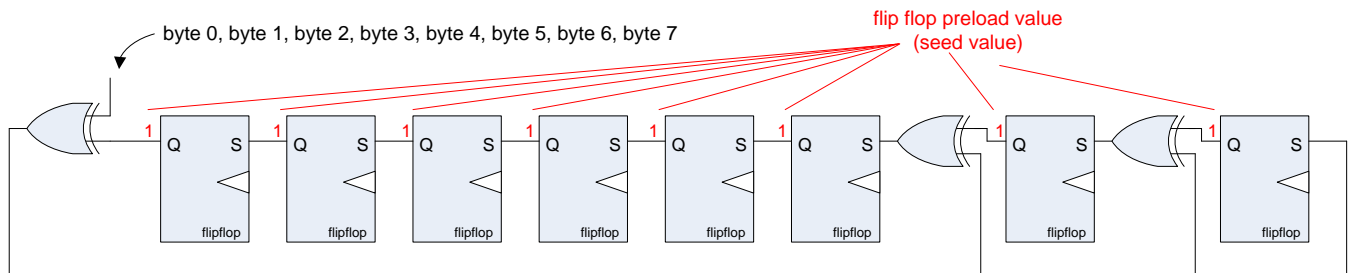 byte 0, byte 1, byte 2, byte 3, byte 4, byte 5, byte 6, byte 7
flip flop preload value
(seed value)
1 1 1 1 1 1 1 1
Q S Q S Q S Q S Q S Q S Q S Q S
flipflop flipflop flipflop flipflop flipflop flipflop flipflop flipflop